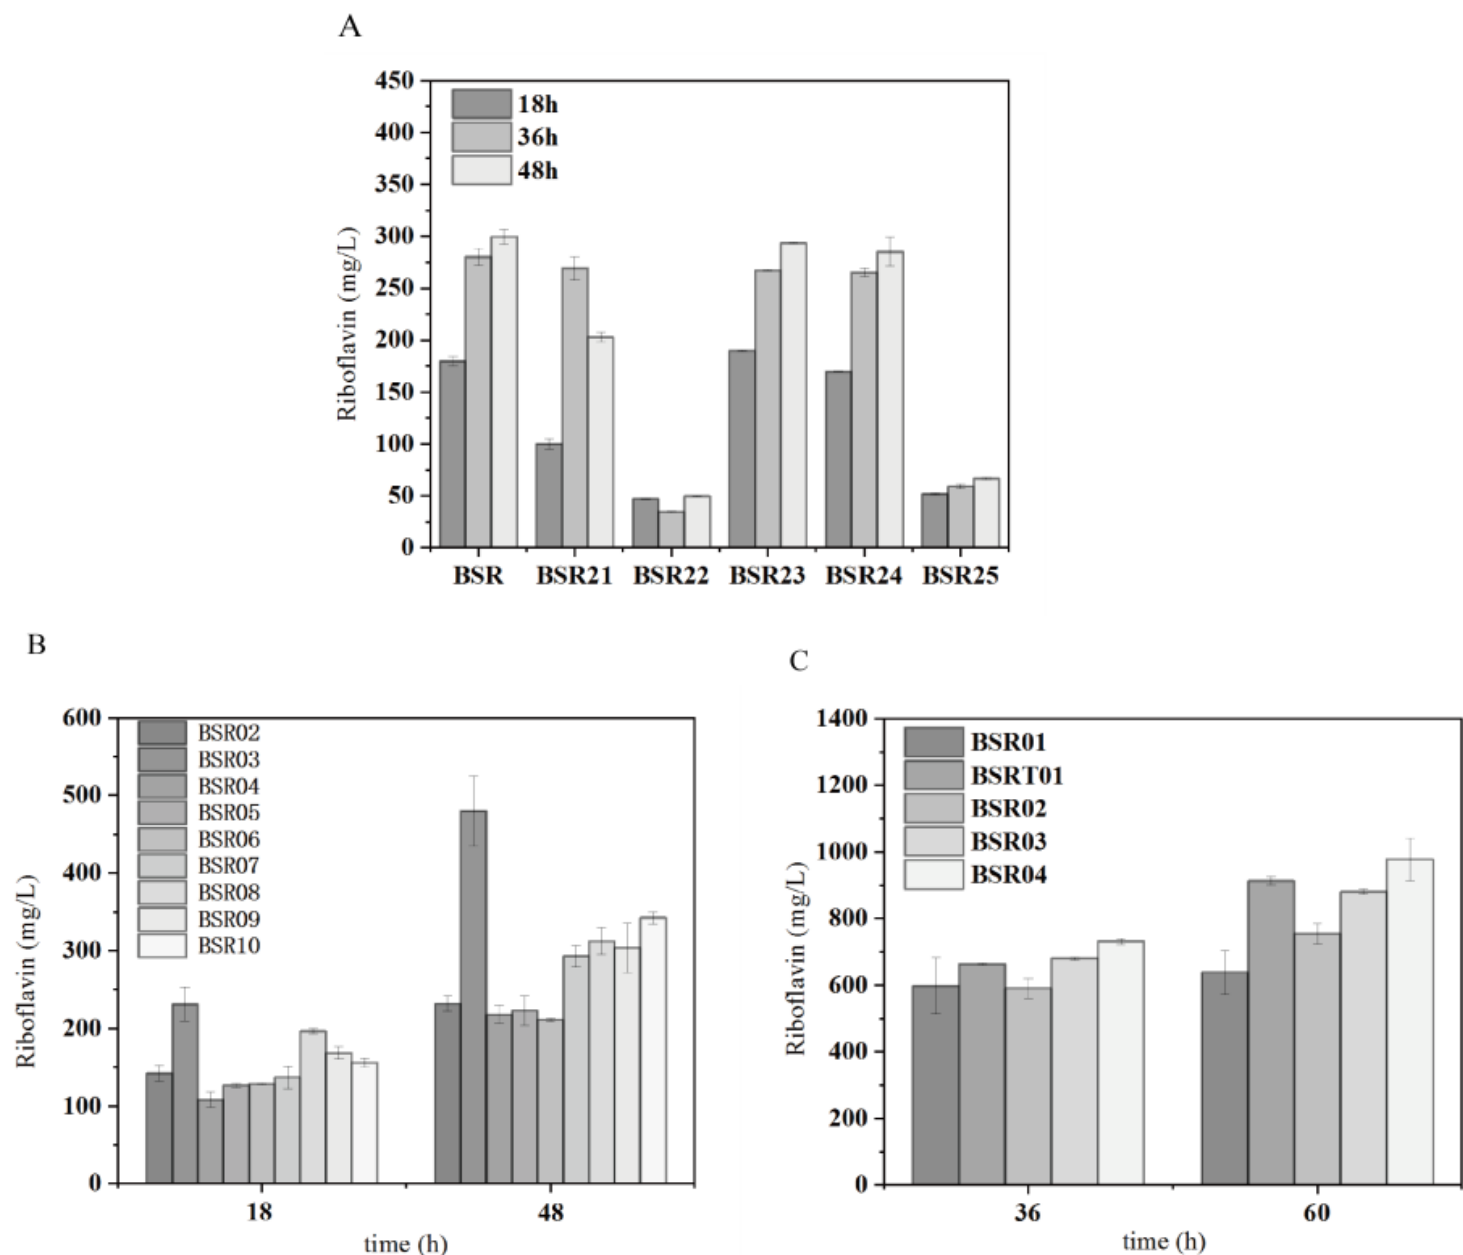 A
Riboflavin (mg/L)
450
400
350
300
250
200
150
100
50
0
18h
36h
48h
BSR BSR21 BSR22 BSR23 BSR24 BSR25
B
Riboflavin (mg/L)
600
500
400
300
200
100
0
BSR02
BSR03
BSR04
BSR05
BSR06
BSR07
BSR08
BSR09
BSR10
18 48
time (h)
C
Riboflavin (mg/L)
1400
1200
1000
800
600
400
200
0
BSR01
BSRT01
BSR02
BSR03
BSR04
36 60
time (h)